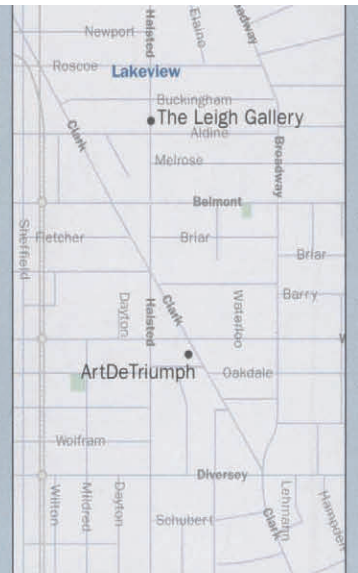 Newport
Halsted
Elaine
Broadway
Roscoe
Lakeview
Buckingham
The Leigh Gallery
Aldine
Clark
Melrose
Broadway
Belmont
Sheffield
Fletcher
Briar
Briar
Dayton
Halsted
Clark
Waterloo
Barry
ArtDeTriumph
Oakdale
Wolfram
Diversey
Wilton
Mildred
Dayton
Schubert
Clark
Lehmann
Hampden